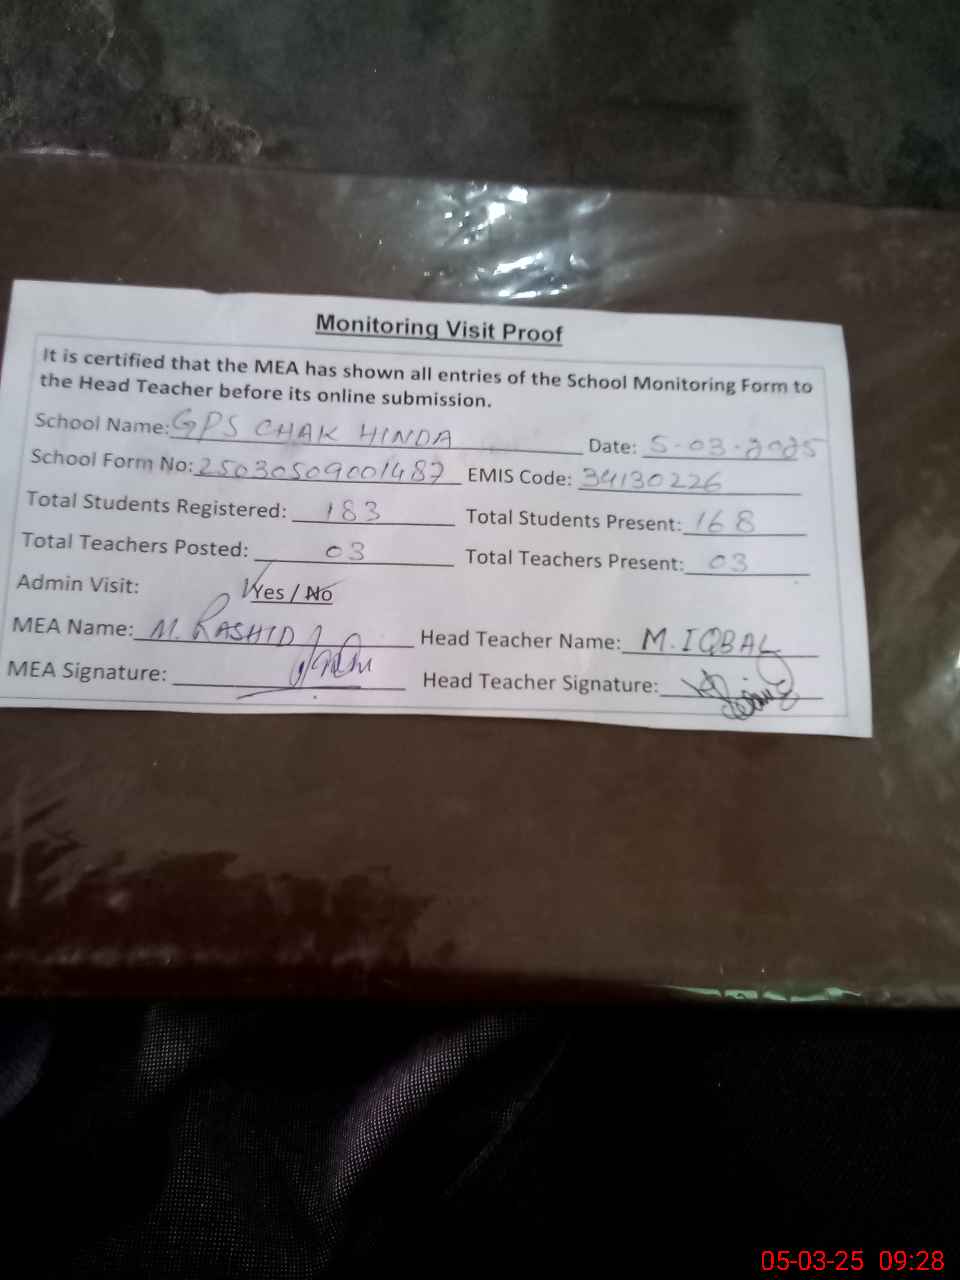 Monitoring Visit Proof
It is certified that the MEA has shown all entries of the School Monitoring Form to
the Head Teacher before its online submission.
School Name: GPS CHAK HINDA Date: 5-03-2025
School Form No: 25030509001487 EMIS Code: 34130226
Total Students Registered: 183 Total Students Present: 168
Total Teachers Posted: 03 Total Teachers Present: 03
Admin Visit: Yes / No
MEA Name: M. RASHID Head Teacher Name: M. IQBAL
MEA Signature: Head Teacher Signature:
05-03-25 09:28